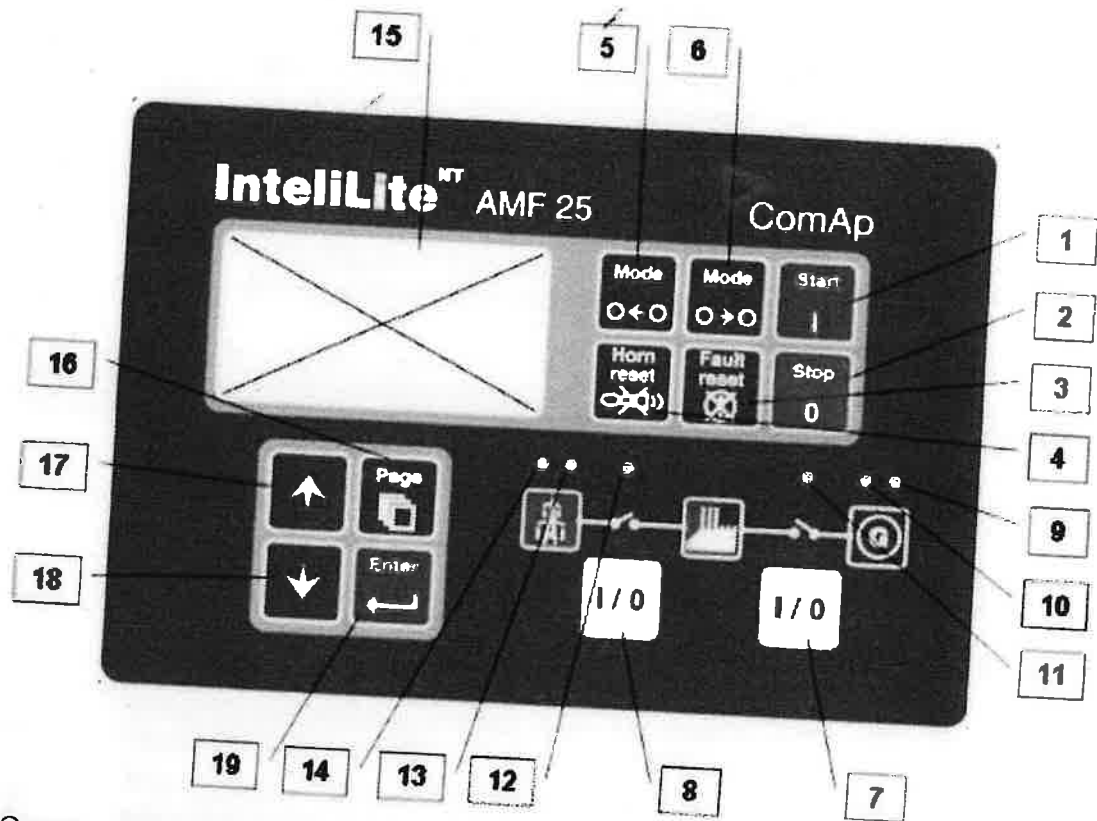 15
5
6
InteliLite NT AMF 25
ComAp
1
Mode
Mode
Start
I
2
16
Horn
reset
Fault
reset
Stop
0
3
4
17
Page
9
18
Enter
I / 0
I / 0
10
11
19
14
13
12
8
7
G